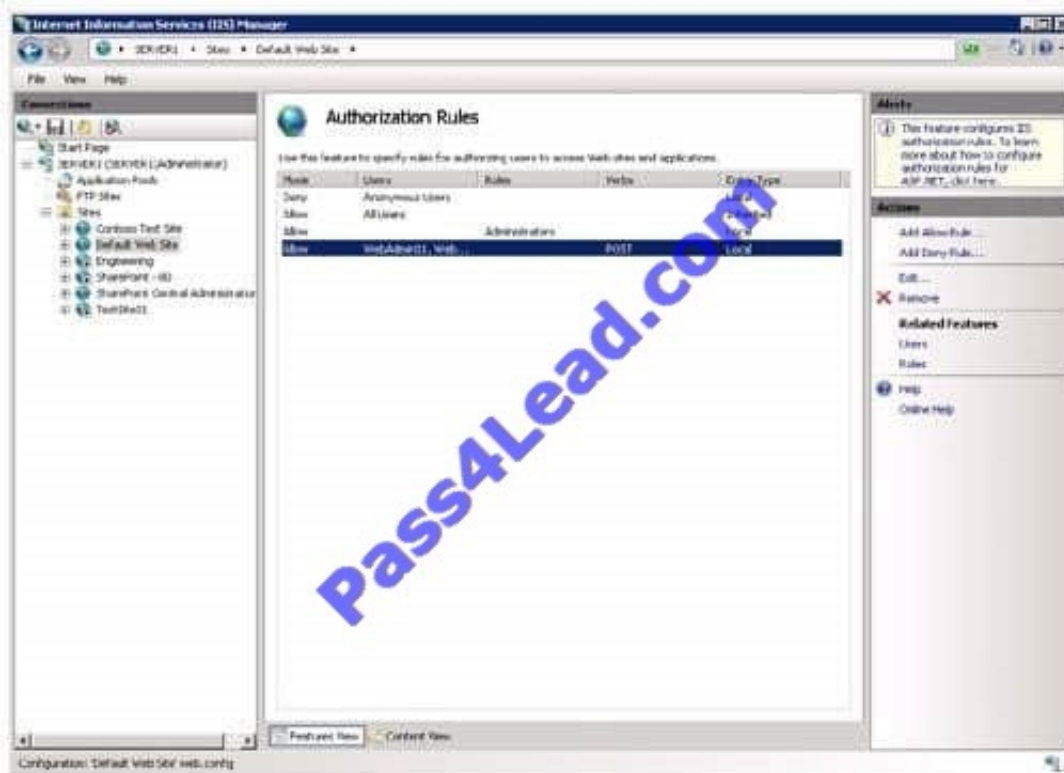 Internet Information Services (IIS) Manager
SERVER1 Sites Default Web Site
File View Help
Connections
Start Page
SERVER1 (SERVER1\Administrator)
Application Pools
FTP Sites
Sites
Contoso Test Site
Default Web Site
Engineering
SharePoint - 80
SharePoint Central Administrator
TestSite01
Authorization Rules
Use this feature to specify rules for authorizing users to access Web sites and applications.
Mode Users Roles Verbs Entry Type
Deny Anonymous Users Local
Allow All Users Inherited
Allow Administrators Local
Allow WebAdmin01, Web... POST Local
Pass4Lead.com
Features View Content View
Alerts
This feature configures IIS
authorization rules. To learn
more about how to configure
authorization rules for
ASP.NET, click here.
Actions
Add Allow Rule...
Add Deny Rule...
Edit...
Remove
Related Features
Users
Roles
Help
Online Help
Configuration: 'Default Web Site' web.config